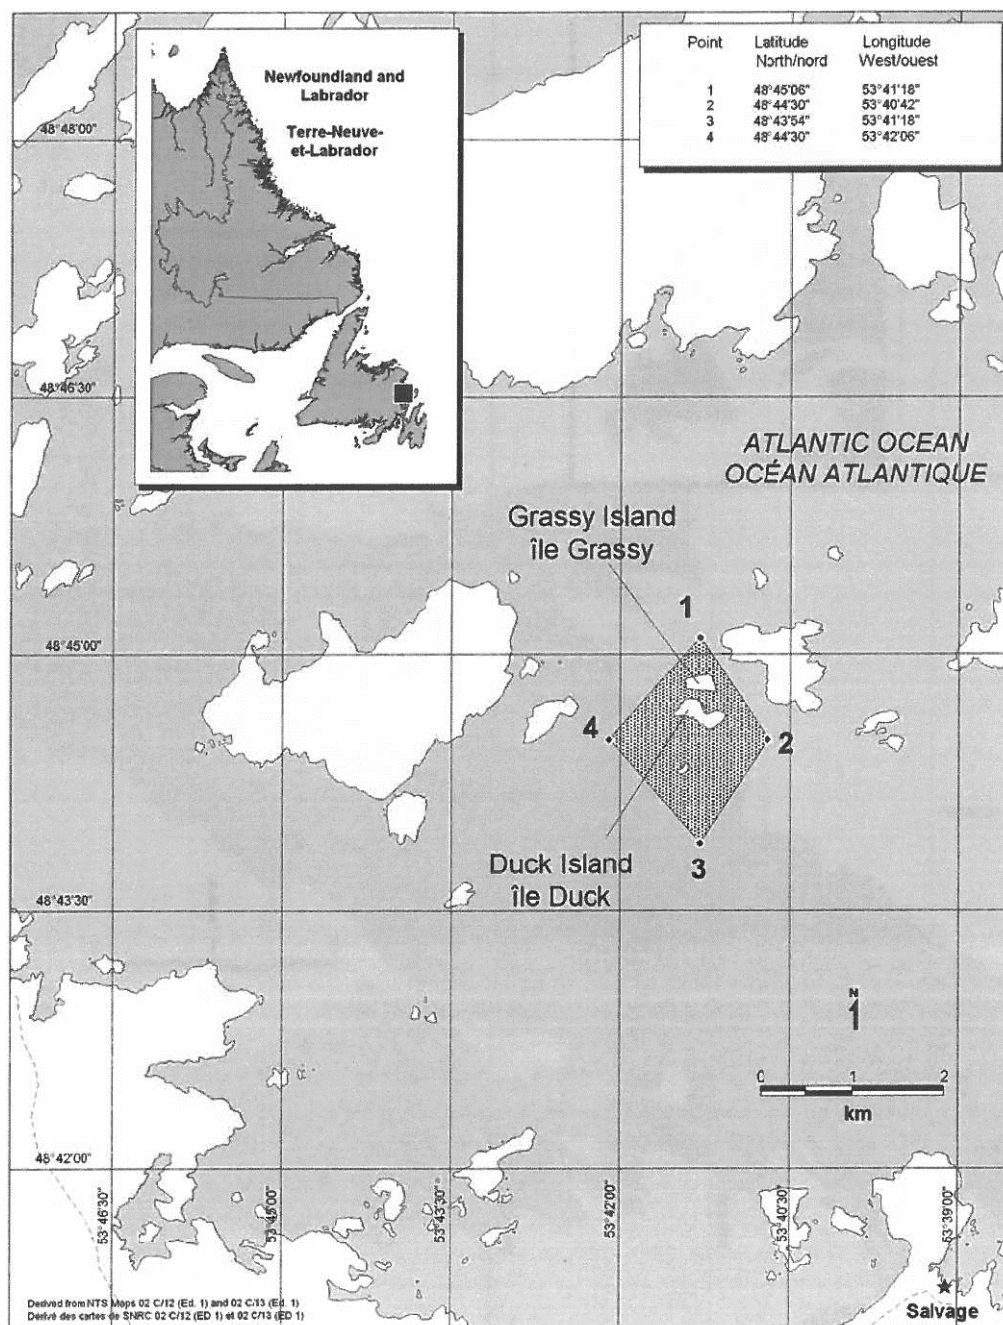 Newfoundland and
Labrador
Terre-Neuve-
et-Labrador
Point Latitude Longitude
North/nord West/ouest
1 48°45'06" 53°41'18"
2 48°44'30" 53°40'42"
3 48°43'54" 53°41'18"
4 48°44'30" 53°42'06"
48°48'00"
48°46'30"
ATLANTIC OCEAN
OCÉAN ATLANTIQUE
Grassy Island
île Grassy
1
48°45'00"
4
2
3
Duck Island
île Duck
48°43'30"
N
0 1 2
km
48°42'00"
53°46'30"
53°45'00"
53°43'30"
53°42'00"
53°40'30"
53°39'00"
Salvage
Derived from NTS Maps 02 C/12 (Ed. 1) and 02 C/13 (Ed. 1)
Dérivé des cartes de SNRC 02 C/12 (ED 1) et 02 C/13 (ED 1)